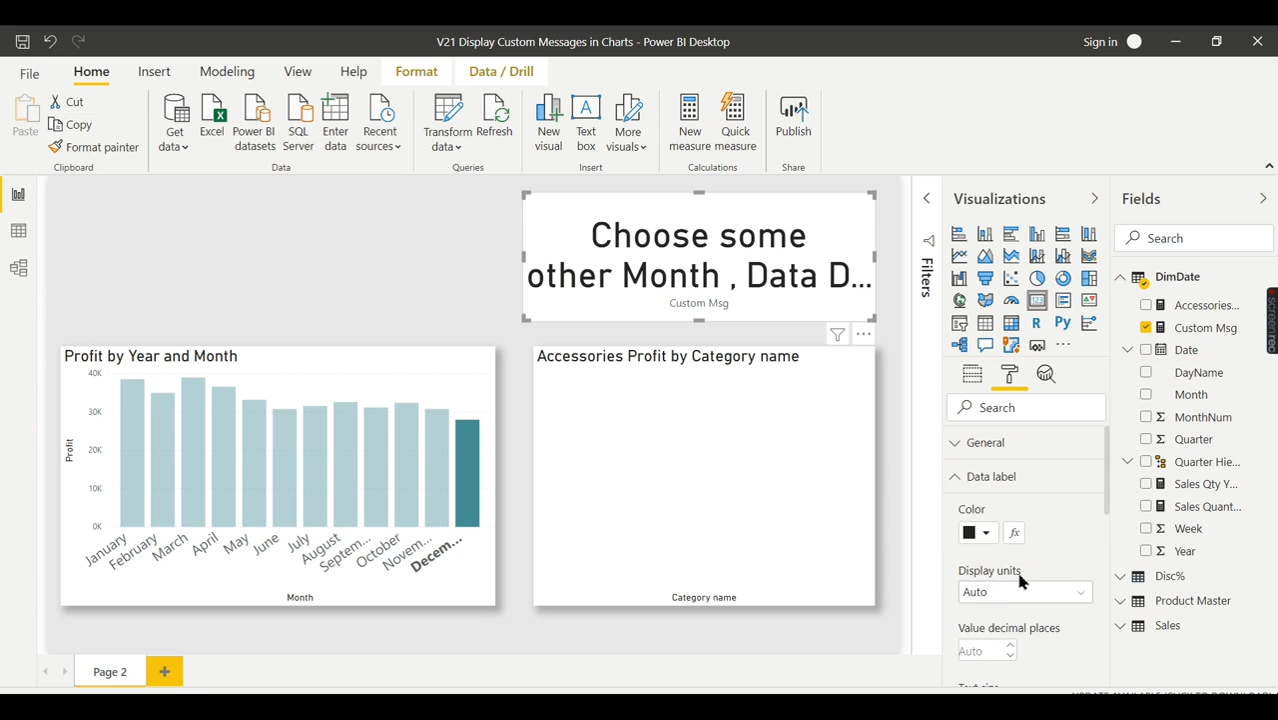 V21 Display Custom Messages in Charts - Power BI Desktop
Sign in
File
Home
Insert
Modeling
View
Help
Format
Data / Drill
Paste
Cut
Copy
Format painter
Clipboard
Get data
Excel
Power BI datasets
SQL Server
Enter data
Recent sources
Data
Transform data
Refresh
Queries
New visual
Text box
More visuals
Insert
New measure
Quick measure
Calculations
Publish
Share
Choose some
other Month , Data D...
Custom Msg
Profit by Year and Month
40K
30K
20K
10K
0K
Profit
January
February
March
April
May
June
July
August
Septem...
October
Novem...
Decem...
Month
Accessories Profit by Category name
Category name
Filters
Visualizations
R
Py
Search
General
Data label
Color
fx
Display units
Auto
Value decimal places
Auto
Fields
Search
DimDate
Accessories...
Custom Msg
Date
DayName
Month
MonthNum
Quarter
Quarter Hie...
Sales Qty Y...
Sales Quant...
Week
Year
Disc%
Product Master
Sales
screenrec
Page 2